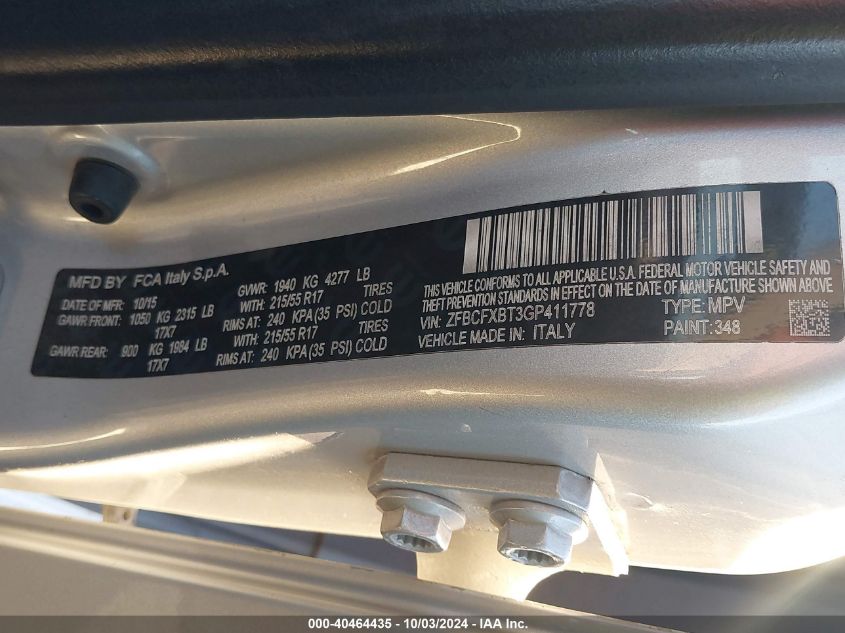 MFD BY FCA Italy S.p.A.
DATE OF MFR: 10/15 GVWR: 1940 KG 4277 LB
GAWR FRONT: 1050 KG 2315 LB WITH: 215/55 R17 TIRES
17X7 RIMS AT: 240 KPA (35 PSI) COLD
GAWR REAR: 900 KG 1984 LB WITH: 215/55 R17 TIRES
17X7 RIMS AT: 240 KPA (35 PSI) COLD
THIS VEHICLE CONFORMS TO ALL APPLICABLE U.S.A. FEDERAL MOTOR VEHICLE SAFETY AND
THEFT PREVENTION STANDARDS IN EFFECT ON THE DATE OF MANUFACTURE SHOWN ABOVE
VIN: ZFBCFXBT3GP411778 TYPE: MPV
VEHICLE MADE IN: ITALY PAINT:348
000-40464435 - 10/03/2024 - IAA Inc.